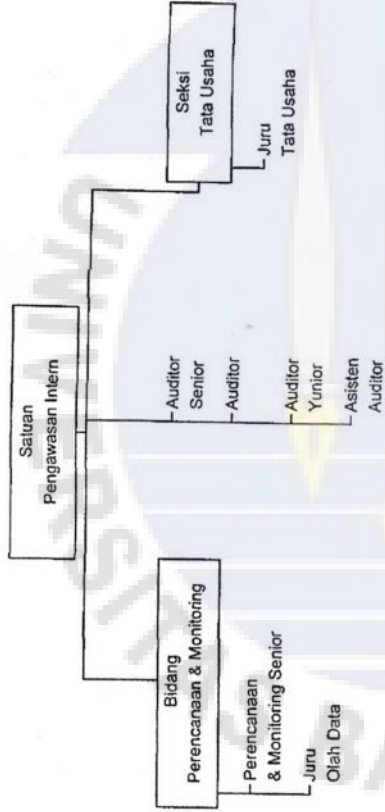 Satuan
Pengawasan Intern
Bidang
Perencanaan & Monitoring
Perencanaan
& Monitoring Senior
Juru
Olah Data
Auditor
Senior
Auditor
Auditor
Yunior
Asisten
Auditor
Seksi
Tata Usaha
Juru
Tata Usaha
UNIVERSITAS